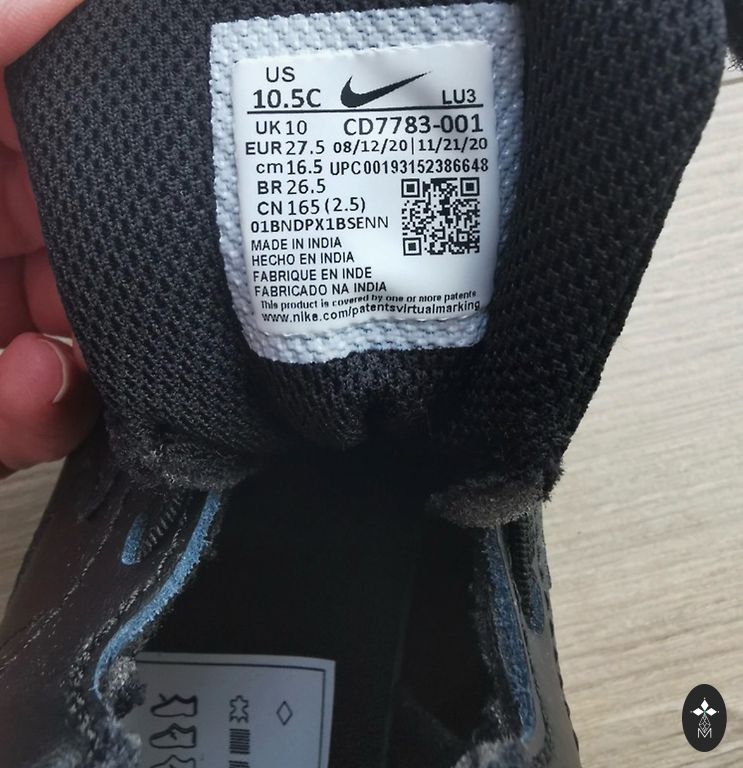 US
10.5C LU3
UK 10 CD7783-001
EUR 27.5 08/12/20 | 11/21/20
cm 16.5 UPC00193152386648
BR 26.5
CN 165 (2.5)
01BNDPX1BSENN
MADE IN INDIA
HECHO EN INDIA
FABRIQUE EN INDE
FABRICADO NA INDIA
This product is covered by one or more patents
www.nike.com/patentsvirtualmarking
M